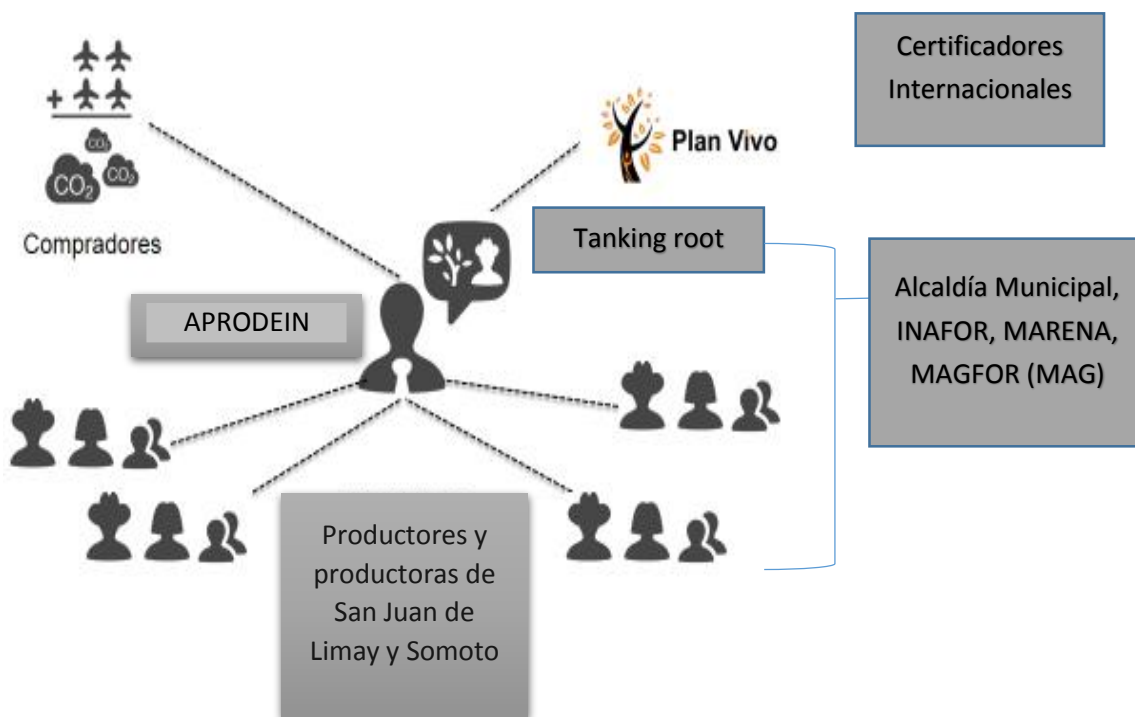 Certificadores
Internacionales
+
CO2
CO2
CO2
Compradores
Plan Vivo
Tanking root
APRODEIN
Alcaldía Municipal,
INAFOR, MARENA,
MAGFOR (MAG)
Productores y
productoras de
San Juan de
Limay y Somoto